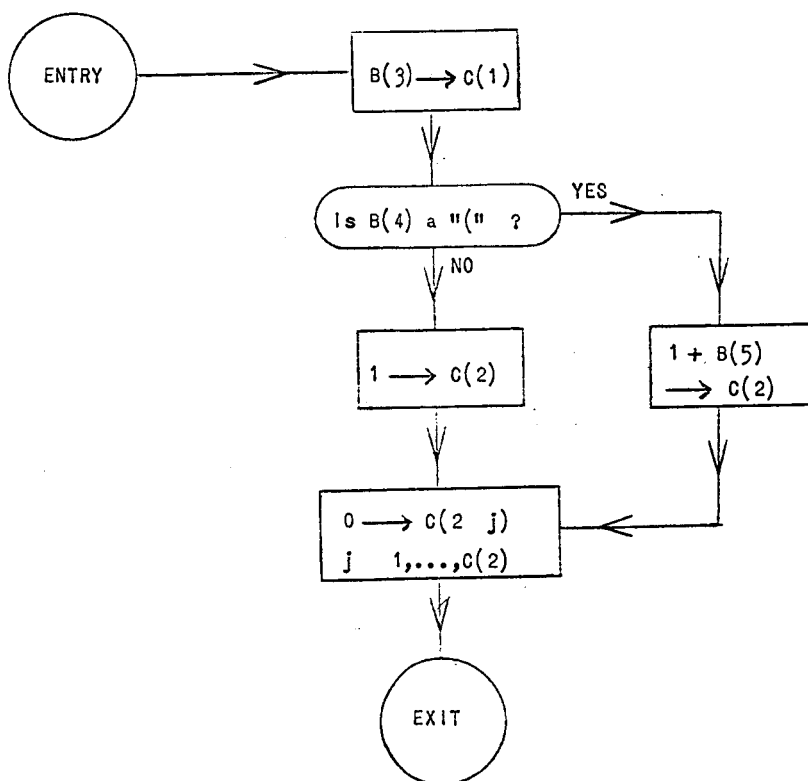 ENTRY
B(3) → C(1)
Is B(4) a "(" ?
YES
NO
1 → C(2)
1 + B(5)
→ C(2)
0 → C(2 j)
j 1,...,C(2)
EXIT